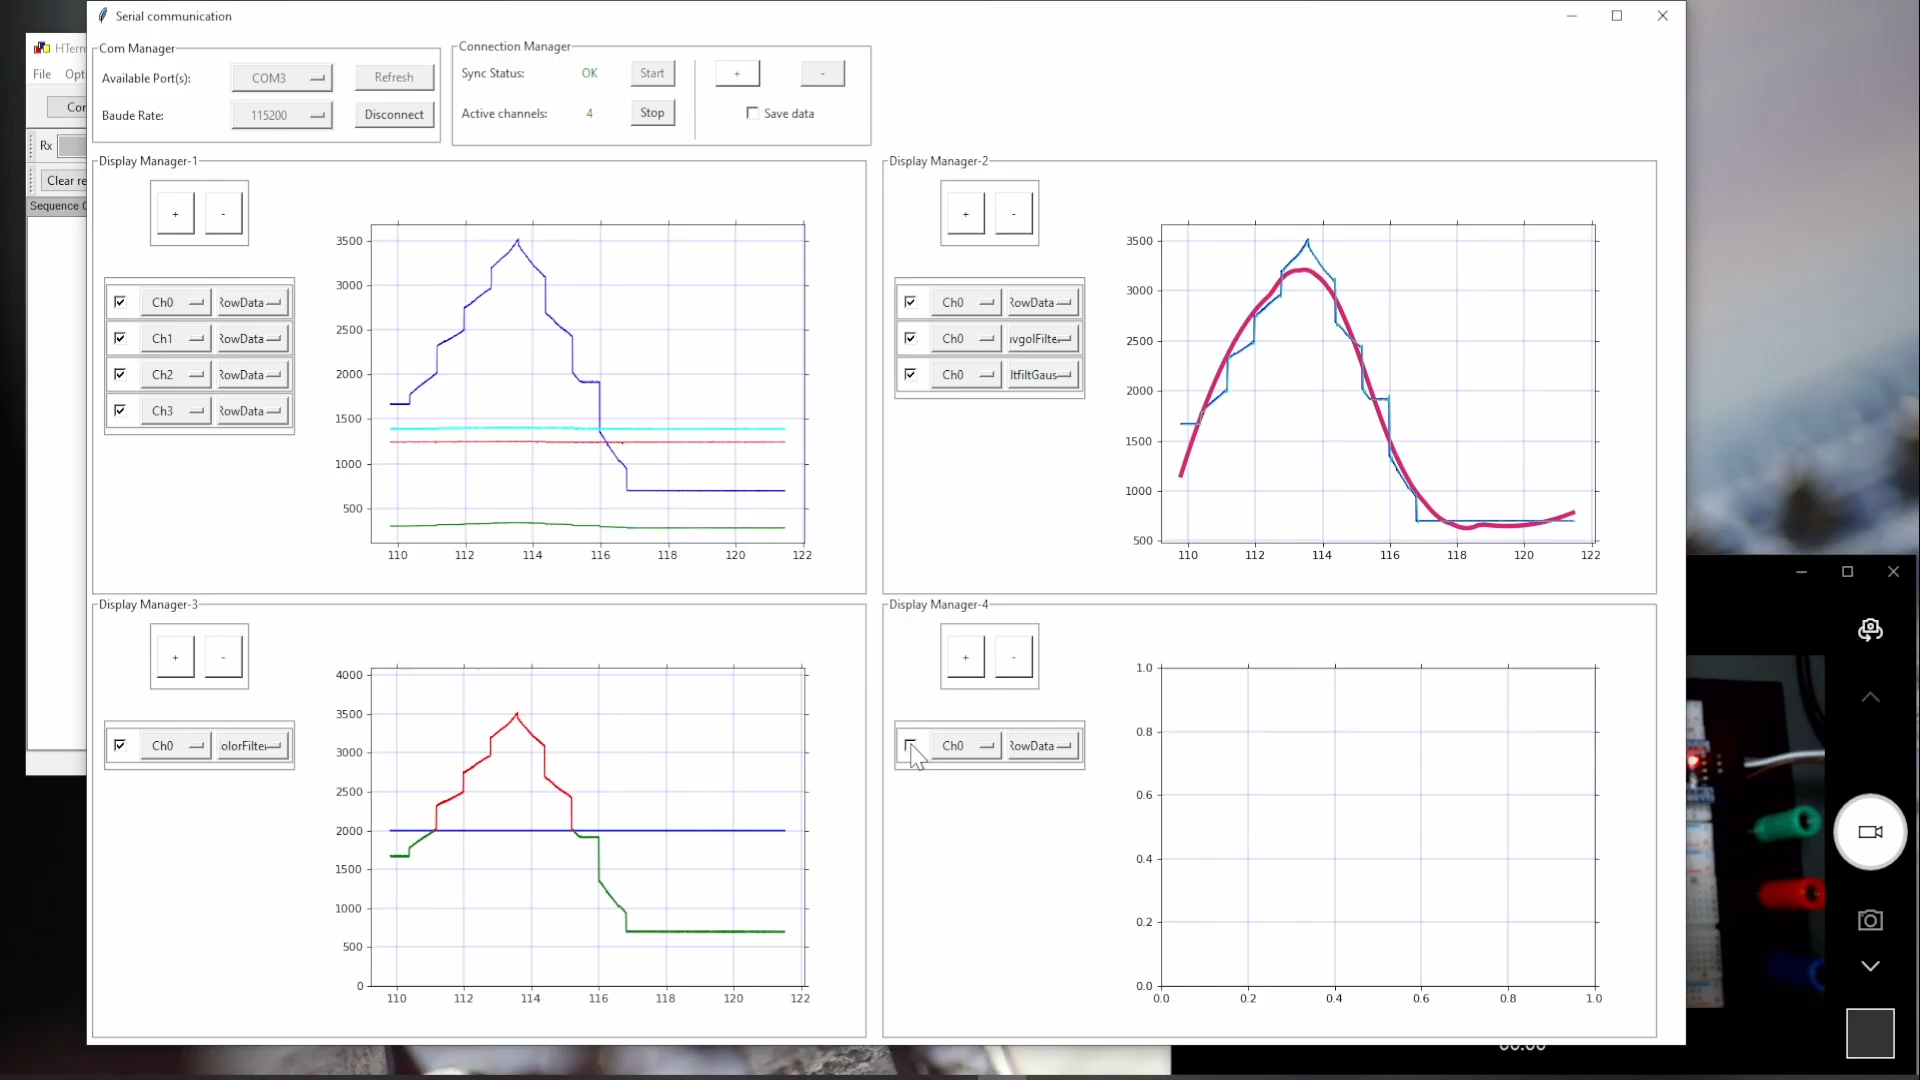 Serial communication
HTerm
File Opt
Rx
Clear re
Sequence
Com Manager
Available Port(s): COM3 Refresh
Baude Rate: 115200 Disconnect
Connection Manager
Sync Status: OK Start + -
Active channels: 4 Stop Save data
Display Manager-1
+ -
Ch0 RowData
Ch1 RowData
Ch2 RowData
Ch3 RowData
3500
3000
2500
2000
1500
1000
500
110 112 114 116 118 120 122
Display Manager-2
+ -
Ch0 RowData
Ch0 avgolFilte
Ch0 ltfiltGaus
3500
3000
2500
2000
1500
1000
500
110 112 114 116 118 120 122
Display Manager-3
+ -
Ch0 olorFilter
4000
3500
3000
2500
2000
1500
1000
500
0
110 112 114 116 118 120 122
Display Manager-4
+ -
Ch0 RowData
1.0
0.8
0.6
0.4
0.2
0.0
0.0 0.2 0.4 0.6 0.8 1.0